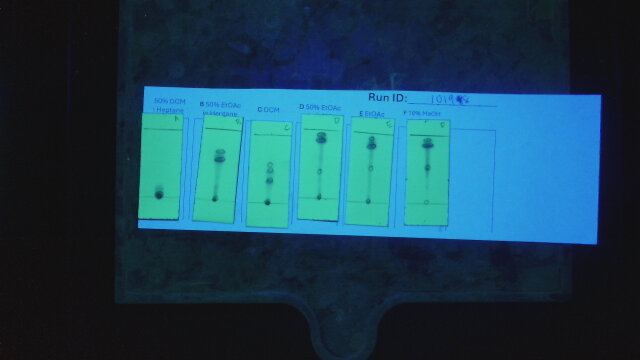 Run ID:
50% DCM
Heptane
B 50% EtOAc
C DCM
D 50% EtOAc
E EtOAc
F 10% MeOH
A
B
C
D
E
F